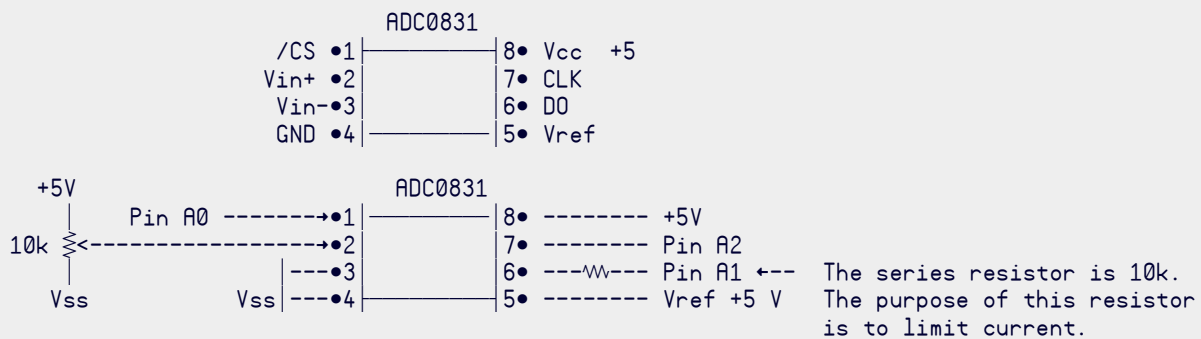 ADC0831
/CS 1 8 Vcc +5
Vin+ 2 7 CLK
Vin- 3 6 DO
GND 4 5 Vref
+5V ADC0831
Pin A0 1 8 +5V
10k 2 7 Pin A2
3 6 Pin A1 The series resistor is 10k.
Vss Vss 4 5 Vref +5 V The purpose of this resistor
is to limit current.